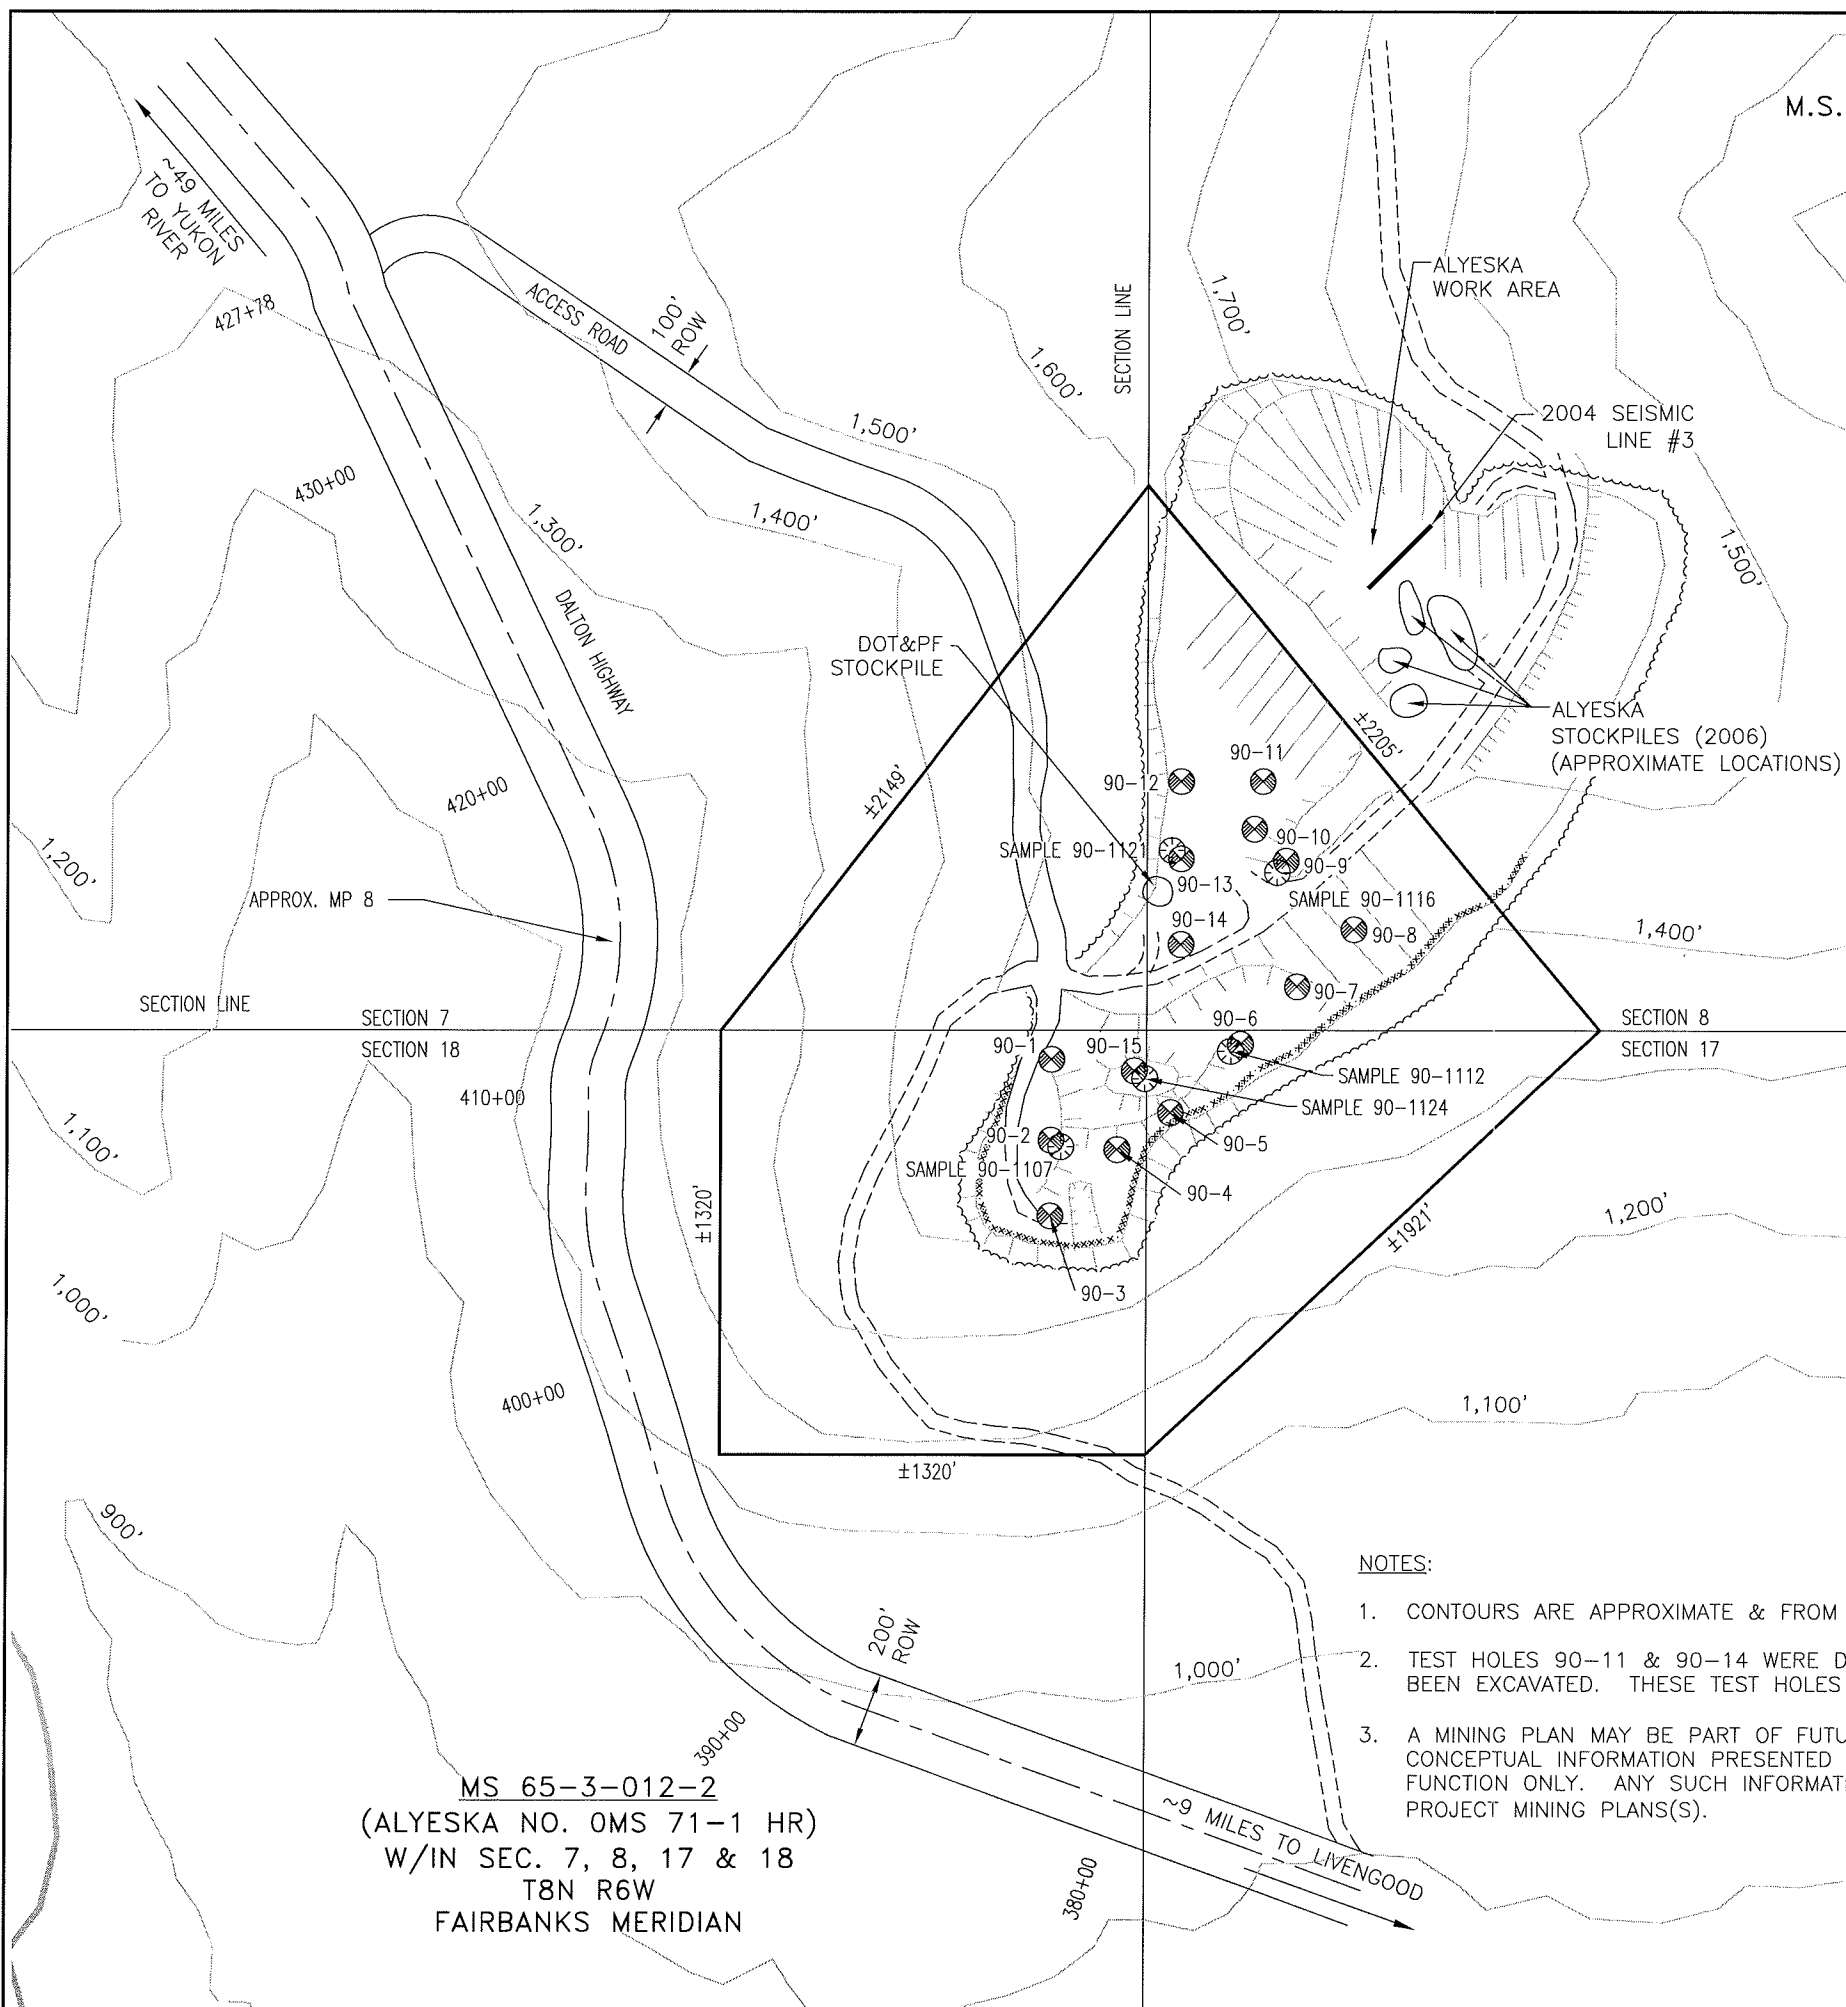 M.S.
~49 MILES
TO YUKON
RIVER
427+78
ACCESS ROAD
100'
ROW
SECTION LINE
1,700'
ALYESKA
WORK AREA
1,600'
2004 SEISMIC
LINE #3
1,500'
430+00
1,300'
1,400'
1,500'
DALTON HIGHWAY
DOT&PF
STOCKPILE
±2149'
±2205'
ALYESKA
STOCKPILES (2006)
(APPROXIMATE LOCATIONS)
420+00
90-12
90-11
90-10
SAMPLE 90-1121
90-9
90-13
SAMPLE 90-1116
90-14
90-8
1,200'
APPROX. MP 8
1,400'
90-7
SECTION LINE
SECTION 7
SECTION 18
SECTION 8
SECTION 17
90-6
90-1
90-15
SAMPLE 90-1112
SAMPLE 90-1124
410+00
1,100'
90-2
90-5
SAMPLE 90-1107
90-4
±1320'
1,200'
±1921'
90-3
1,000'
400+00
1,100'
±1320'
900'
NOTES:
1. CONTOURS ARE APPROXIMATE & FROM
2. TEST HOLES 90-11 & 90-14 WERE D
BEEN EXCAVATED. THESE TEST HOLES
3. A MINING PLAN MAY BE PART OF FUTU
CONCEPTUAL INFORMATION PRESENTED
FUNCTION ONLY. ANY SUCH INFORMAT
PROJECT MINING PLANS(S).
200'
ROW
1,000'
390+00
~9 MILES TO LIVENGOOD
380+00
MS 65-3-012-2
(ALYESKA NO. OMS 71-1 HR)
W/IN SEC. 7, 8, 17 & 18
T8N R6W
FAIRBANKS MERIDIAN